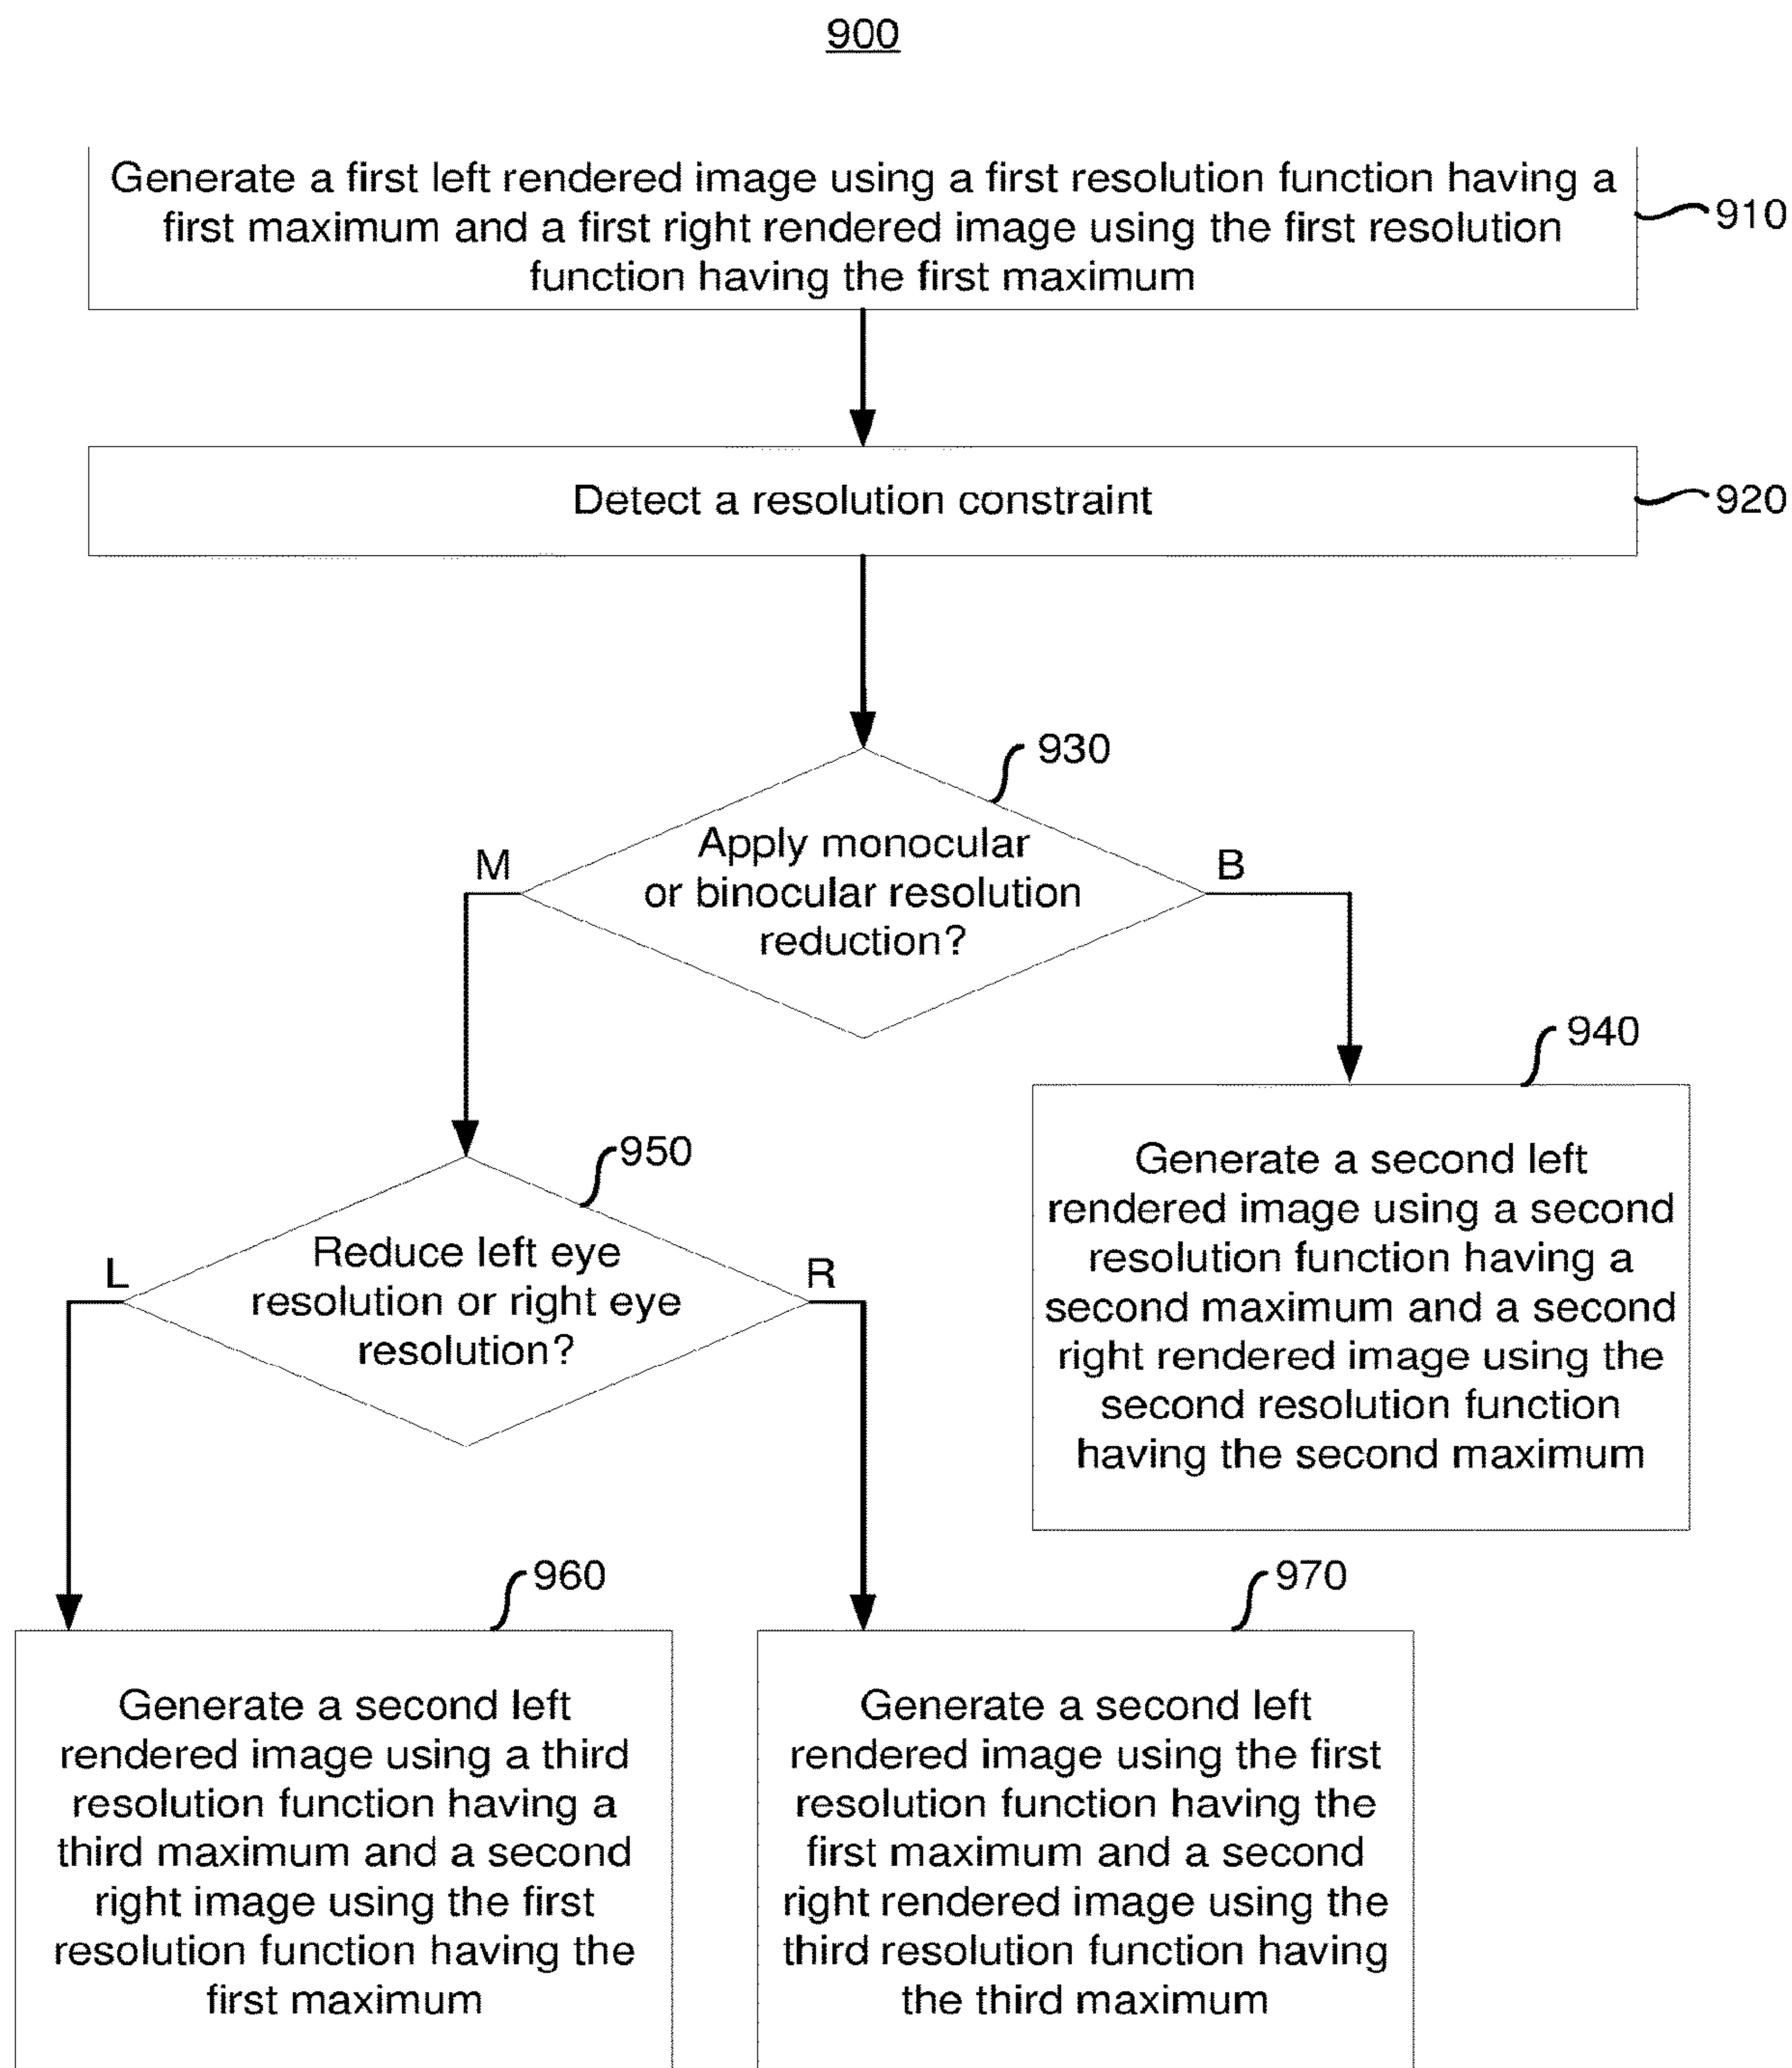 900
Generate a first left rendered image using a first resolution function having a
first maximum and a first right rendered image using the first resolution
function having the first maximum
910
Detect a resolution constraint
920
930
Apply monocular
or binocular resolution
reduction?
M
B
940
Generate a second left
rendered image using a second
resolution function having a
second maximum and a second
right rendered image using the
second resolution function
having the second maximum
950
Reduce left eye
resolution or right eye
resolution?
L
R
960
Generate a second left
rendered image using a third
resolution function having a
third maximum and a second
right image using the first
resolution function having the
first maximum
970
Generate a second left
rendered image using the first
resolution function having the
first maximum and a second
right rendered image using the
third resolution function having
the third maximum